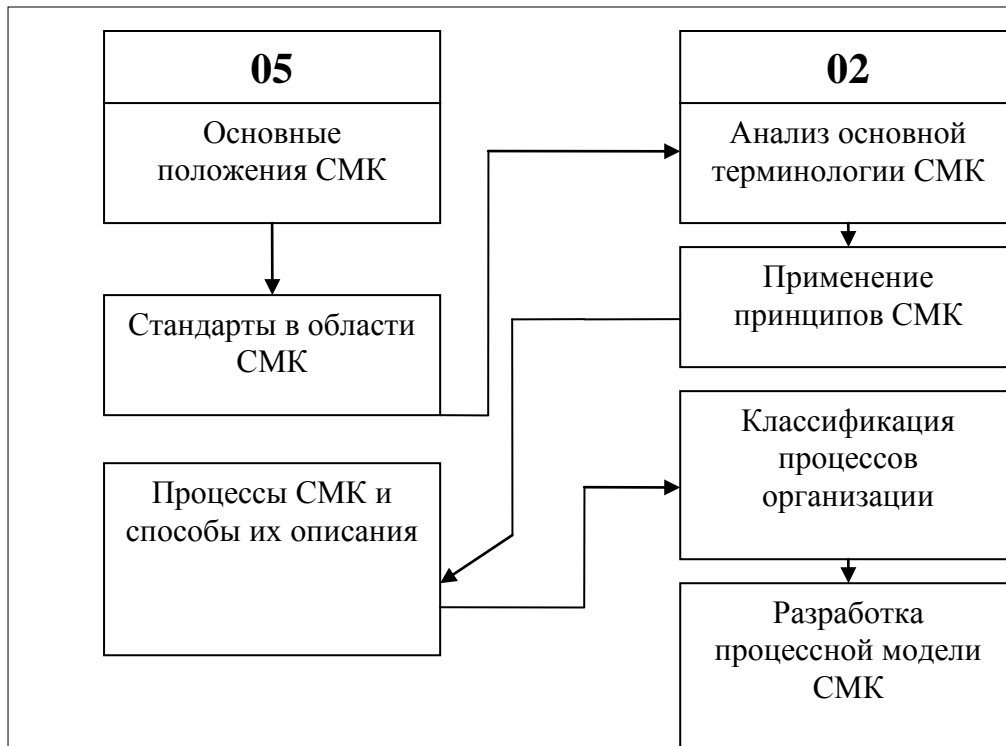 05
Основные
положения СМК
Стандарты в области
СМК
Процессы СМК и
способы их описания
02
Анализ основной
терминологии СМК
Применение
принципов СМК
Классификация
процессов
организации
Разработка
процессной модели
СМК